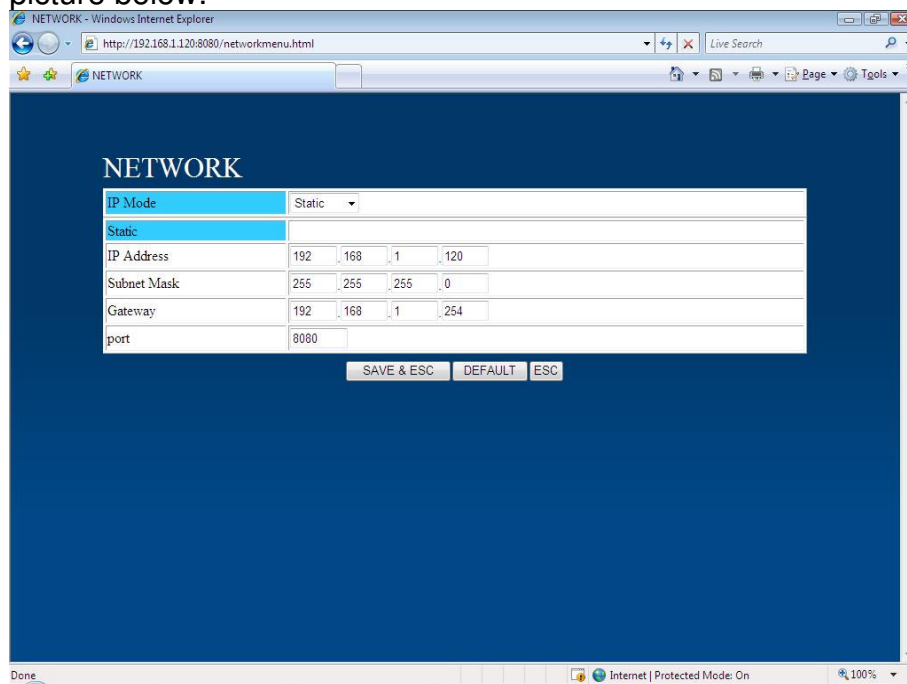 picture below:
NETWORK - Windows Internet Explorer
http://192.168.1.120:8080/networkmenu.html
Live Search
NETWORK
Page
Tools
NETWORK
IP Mode Static
Static
IP Address 192 . 168 . 1 . 120
Subnet Mask 255 . 255 . 255 . 0
Gateway 192 . 168 . 1 . 254
port 8080
SAVE & ESC DEFAULT ESC
Done
Internet | Protected Mode: On
100%